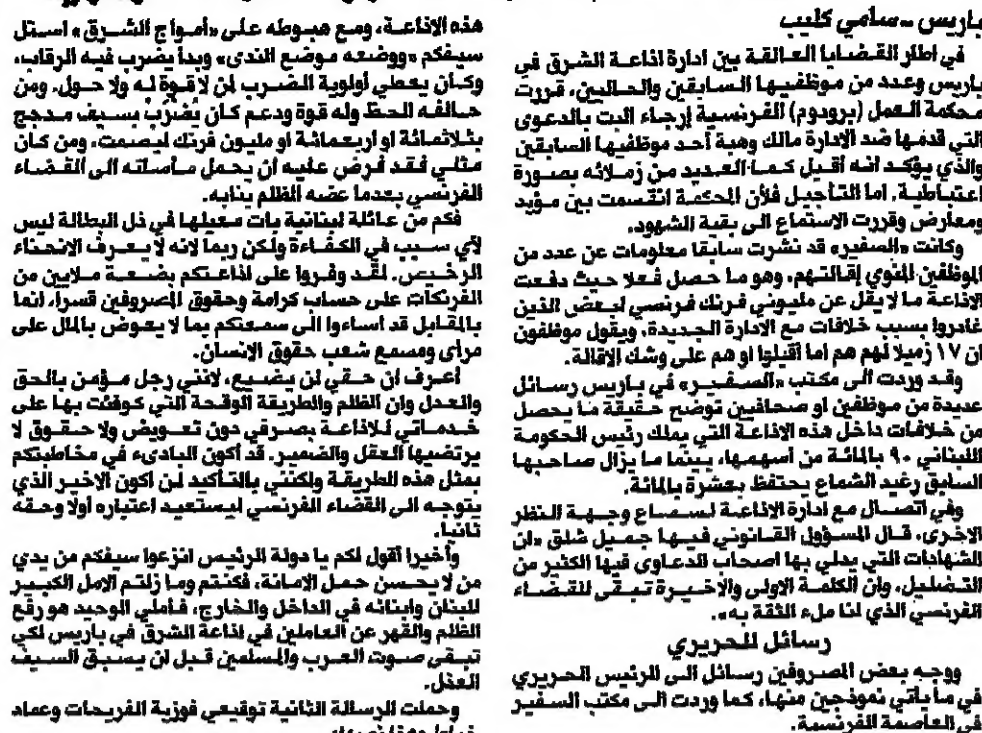 باريس ــ سامي كليب
في اطار القضايا العالقة بين ادارة اذاعة الشرق في
باريس وعدد من موظفيها السابقين والحاليين، قررت
محكمة العمل (برودوم) الفرنسية إرجاء البت بالدعوى
التي قدمها ضد الادارة مالك وهبة أحد موظفيها السابقين
والذي يؤكد انه أقيل كما العديد من زملائه بصورة
اعتباطية. اما التأجيل فلأن المحكمة انقسمت بين مؤيد
ومعارض وقررت الاستماع الى بقية الشهود.
وكانت «السفير» قد نشرت سابقا معلومات عن عدد من
الموظفين المنوي إقالتهم، وهو ما حصل فعلا حيث دفعت
الاذاعة ما لا يقل عن مليوني فرنك فرنسي لبعض الذين
غادروا بسبب خلافات مع الادارة الجديدة، ويقول موظفون
ان ١٧ زميلا لهم هم اما أقيلوا او هم على وشك الاقالة.
وقد وردت الى مكتب «السفير» في باريس رسائل
عديدة من موظفين او صحافيين توضح حقيقة ما يحصل
من خلافات داخل هذه الاذاعة التي يملك رئيس الحكومة
اللبناني ٩٠ بالمائة من أسهمها، بينما ما يزال صاحبها
السابق رغيد الشماع يحتفظ بعشرة بالمائة.
وفي اتصال مع ادارة الاذاعة لسماع وجهة النظر
الاخرى، قال المسؤول القانوني فيها جميل شلق «ان
الشهادات التي يدلي بها اصحاب الدعاوى فيها الكثير من
التضليل، وان الكلمة الاولى والاخيرة تبقى للقضاء
الفرنسي الذي لنا ملء الثقة به».
رسائل للحريري
ووجه بعض المصروفين رسائل الى الرئيس الحريري
في ما يأتي نموذجين منها، كما وردت الى مكتب السفير
في العاصمة الفرنسية.
هذه الاذاعة، ومع هبوطه على «أمواج الشرق» استل
سيفكم «ووضعه موضع الندى» وبدأ يضرب فيه الرقاب،
وكان يعطي أولوية الضرب لمن لا قوة له ولا حول. ومن
حالفه الحظ وله قوة ودعم كان يُضرَب بسيف مدجج
بثلاثمائة او اربعمائة او مليون فرنك ليصمت، ومن كان
مثلي فقد فُرض عليه ان يحمل مأساته الى القضاء
الفرنسي بعدما عضه الظلم بنابه.
فكم من عائلة لبنانية بات معيلها في ذل البطالة ليس
لأي سبب في الكفاءة ولكن ربما لانه لا يعرف الانحناء
الرخيص. لقد وفروا على اذاعتكم بضعة ملايين من
الفرنكات على حساب كرامة وحقوق المصروفين قسرا، انما
بالمقابل قد اساءوا الى سمعتكم بما لا يعوض بالمال على
مرأى ومسمع شعب حقوق الانسان.
أعرف ان حقي لن يضيع، لانني رجل مؤمن بالحق
والعدل وان الظلم والطريقة الوقحة التي كوفئت بها على
خدماتي للاذاعة بصرفي دون تعويض ولا حقوق لا
يرتضيها العقل والضمير. قد أكون البادىء في مخاطبتكم
بمثل هذه الطريقة ولكنني بالتأكيد لن اكون الاخير الذي
يتوجه الى القضاء الفرنسي ليستعيد اعتباره أولا وحقه
ثانيا.
وأخيرا أقول لكم يا دولة الرئيس انزعوا سيفكم من يدي
من لا يحسن حمل الامانة، فكنتم وما زلتم الامل الكبير
للبنان وابنائه في الداخل والخارج، فأملي الوحيد هو رفع
الظلم والقهر عن العاملين في اذاعة الشرق في باريس لكي
تبقى صوت العرب والمسلمين قبل ان يسبق السيف
العذل.
وحملت الرسالة الثانية توقيعي فوزية الفريحات وعماد